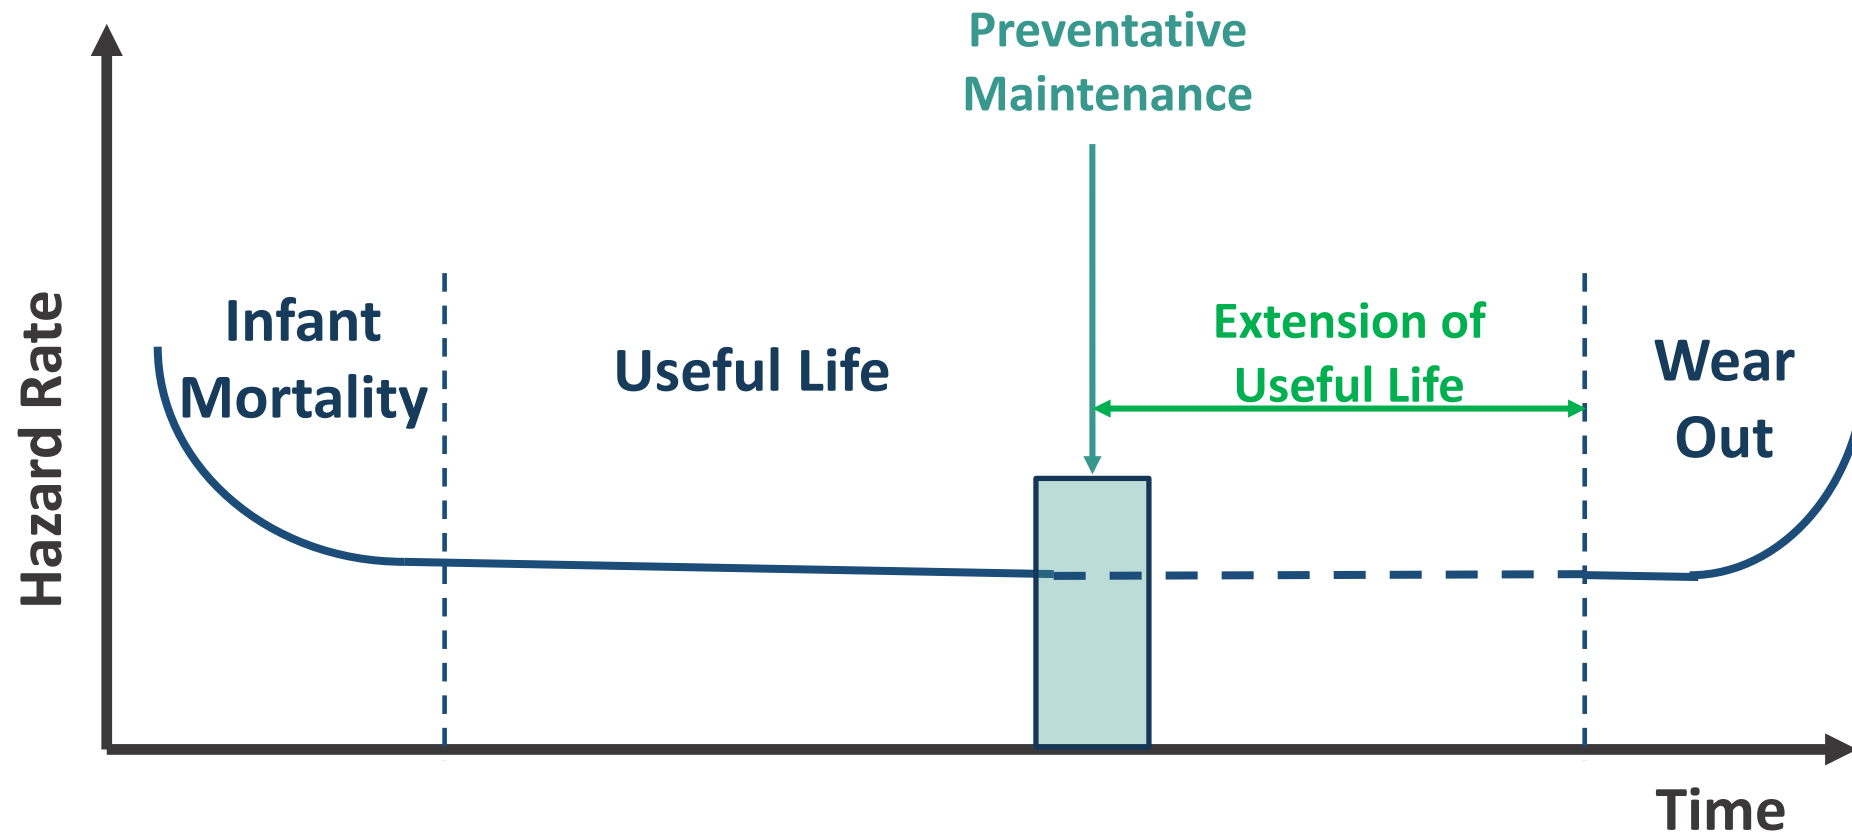 Preventative
Maintenance
Infant
Mortality
Useful Life
Extension of
Useful Life
Wear
Out
Hazard Rate
Time